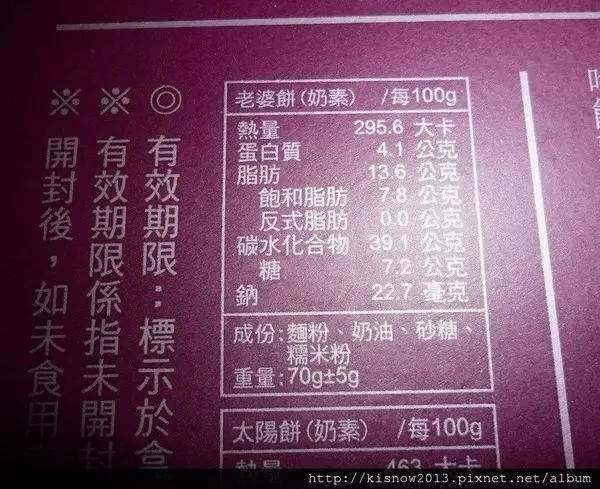 老婆餅(奶素) /每100g
熱量 295.6 大卡
蛋白質 4.1 公克
脂肪 13.6 公克
飽和脂肪 7.8 公克
反式脂肪 0.0 公克
碳水化合物 39.1 公克
糖 7.2 公克
鈉 22.7 毫克
成份:麵粉、奶油、砂糖、
糯米粉
重量:70g±5g
太陽餅(奶素) /每100g
熱量 463 大卡
◎有效期限:標示於盒
※有效期限係指未開封
※開封後,如未食用
http://kisnow2013.pixnet.net/album